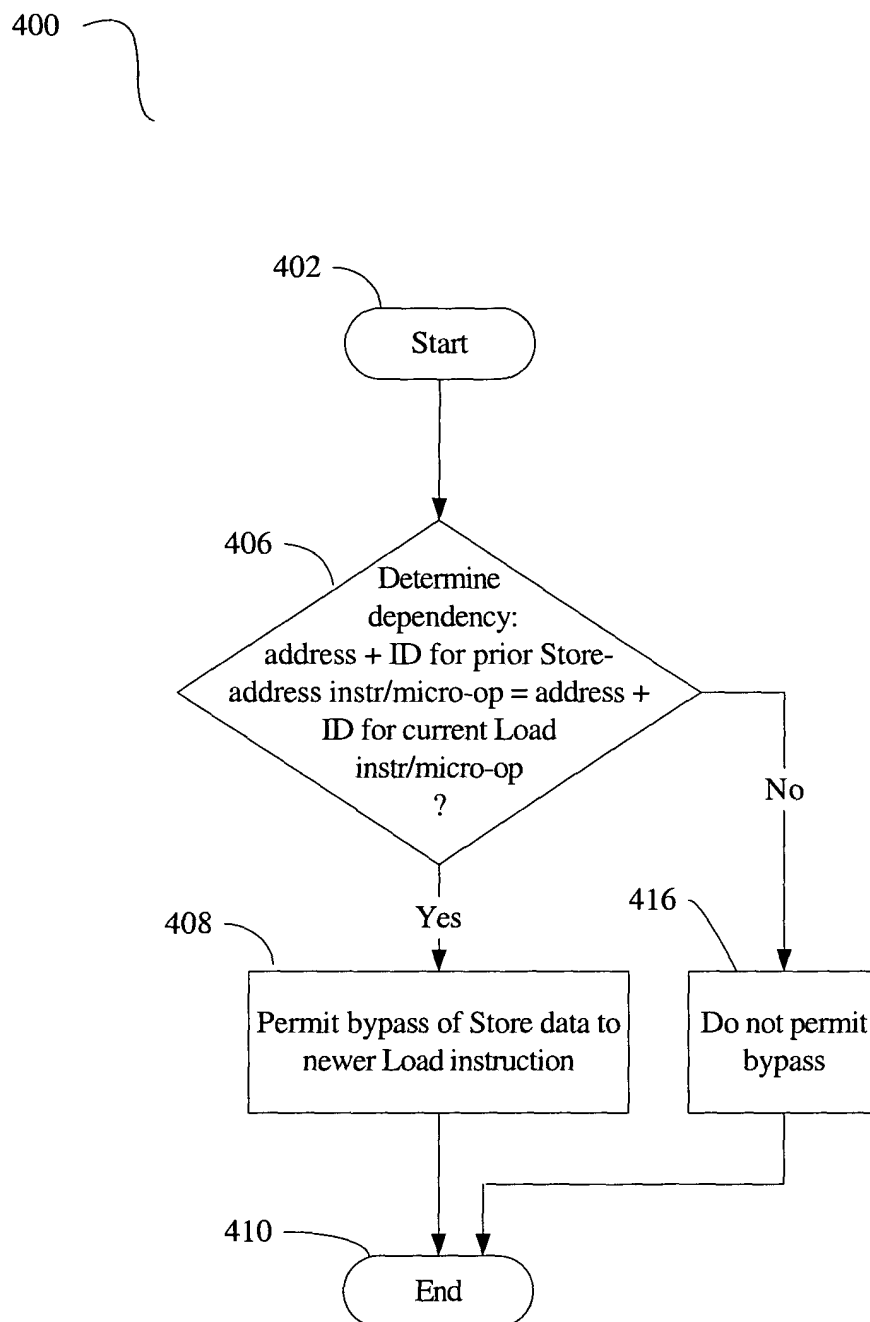 400
402
Start
406
Determine
dependency:
address + ID for prior Store-
address instr/micro-op = address +
ID for current Load
instr/micro-op
?
No
Yes
408
416
Permit bypass of Store data to
newer Load instruction
Do not permit
bypass
410
End